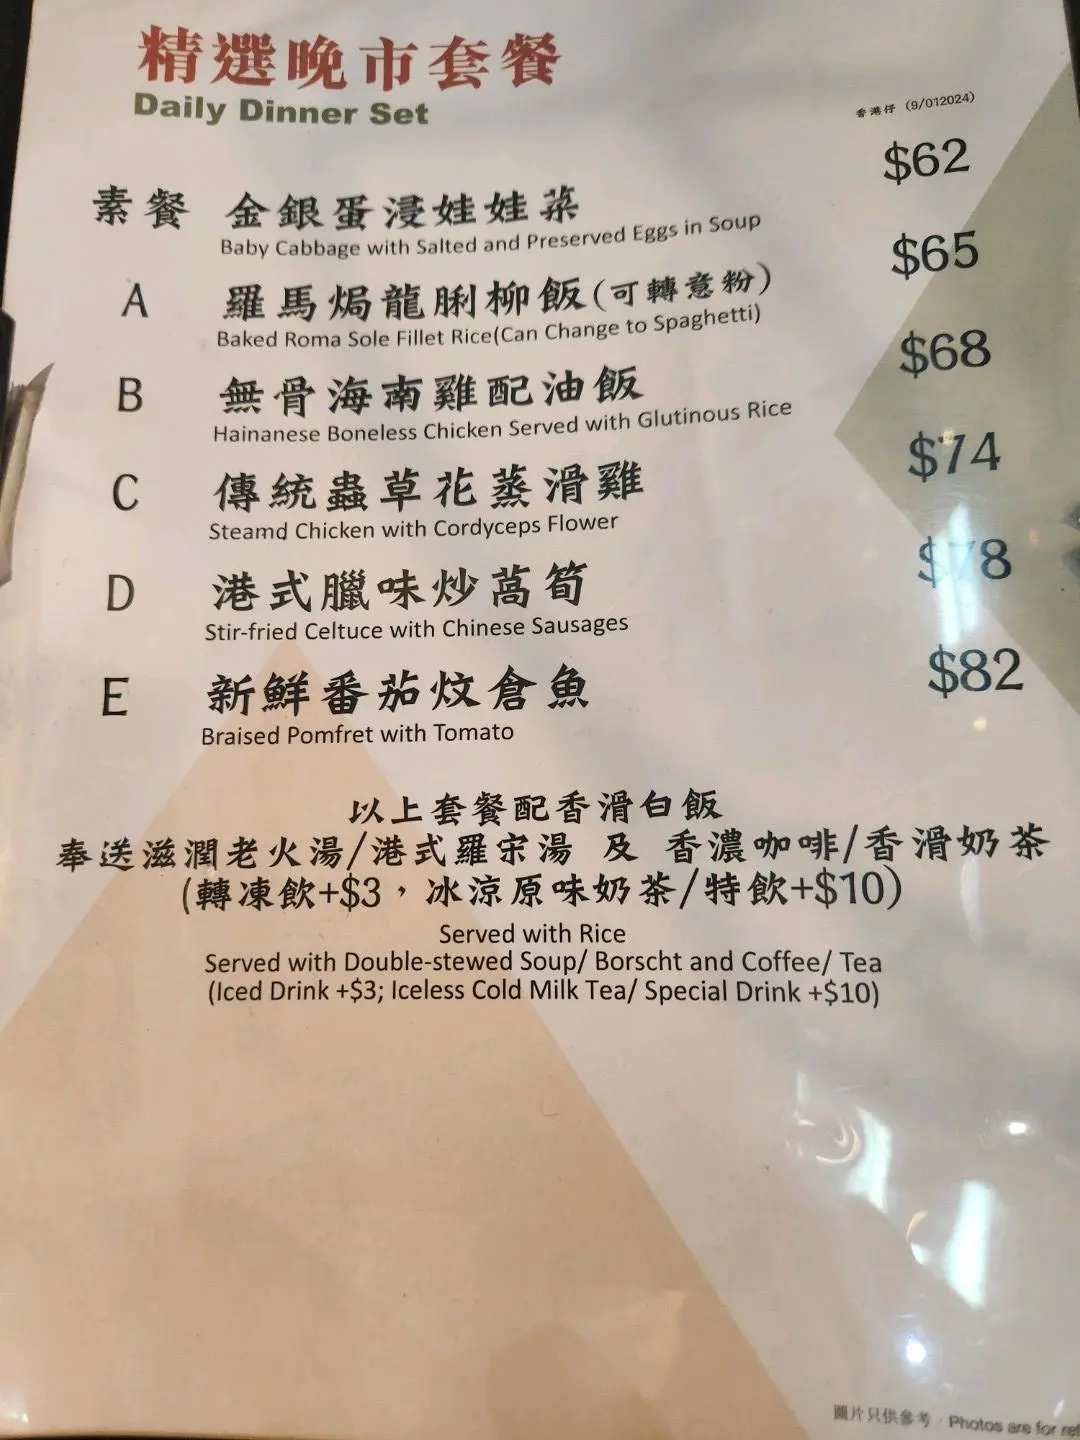 精選晚市套餐
Daily Dinner Set
香港仔 (9/012024)
素餐 金銀蛋浸娃娃菜 $62
Baby Cabbage with Salted and Preserved Eggs in Soup
A 羅馬焗龍脷柳飯(可轉意粉) $65
Baked Roma Sole Fillet Rice(Can Change to Spaghetti)
B 無骨海南雞配油飯 $68
Hainanese Boneless Chicken Served with Glutinous Rice
C 傳統蟲草花蒸滑雞 $74
Steamd Chicken with Cordyceps Flower
D 港式臘味炒萵筍 $78
Stir-fried Celtuce with Chinese Sausages
E 新鮮番茄炆倉魚 $82
Braised Pomfret with Tomato
以上套餐配香滑白飯
奉送滋潤老火湯/港式羅宋湯 及 香濃咖啡/香滑奶茶
(轉凍飲+$3，冰涼原味奶茶/特飲+$10)
Served with Rice
Served with Double-stewed Soup/ Borscht and Coffee/ Tea
(Iced Drink +$3; Iceless Cold Milk Tea/ Special Drink +$10)
圖片只供參考，Photos are for ref